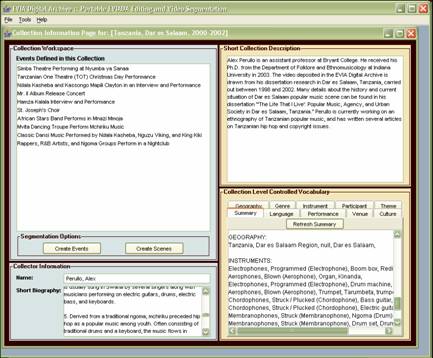 EVIA Digital Archive :: Portable EVIADA Editing and Video Segmentation
File Tools Help
Collection Information Page for: [Tanzania, Dar es Salaam, 2000-2002]
Collection Workspace
Events Defined in this Collection
Simba Theatre Performing at Nyumba ya Sanaa
Tanzanian One Theatre (TOT) Christmas Day Performance
Ndala Kasheba and Kassongo Mapili Clayton in an Interview and Performance
Mr. II Album Release Concert
Hamza Kalala Interview and Performance
St. Joseph's Choir
African Stars Band Performs in Mnazi Mmoja
Mvita Dancing Troupe Perform Mchiriku Music
Classic Dansi Music Performed by Ndala Kasheba, Nguzu Viking, and King Kiki
Rappers, R&B Artists, and Ngoma Groups Perform in a Nightclub
Segmentation Options:
Create Events Create Scenes
Collector Information
Name: Perullo, Alex
Short Biography: is usually sung in Swahili by several singers along with
musicians performing on electric guitars, drums, electric
bass, and keyboards.
5. Derived from a traditional ngoma, mchiriku preceded hip
hop as a popular music among youth. Often consisting of
traditional drums and a keyboard, the music flows in
Short Collection Description
Alex Perullo is an assistant professor at Bryant College. He received his
Ph.D. from the Department of Folklore and Ethnomusicology at Indiana
University in 2003. The video deposited in the EVIA Digital Archive is
drawn from his dissertation research in Dar es Salaam, Tanzania, carried
out between 1998 and 2002. Many details about the history and current
situation of Dar es Salaam popular music scene can be found in his
dissertation "'The Life That I Live': Popular Music, Agency, and Urban
Society in Dar es Salaam, Tanzania." Perullo is currently working on an
ethnography of Tanzanian popular music, and has written several articles
on Tanzanian hip hop and copyright issues.
Collection Level Controlled Vocabulary
Geography Genre Instrument Participant Theme
Summary Language Performance Venue Culture
Refresh Summary
GEOGRAPHY:
Tanzania, Dar es Salaam Region, null, Dar es Salaam,
INSTRUMENTS:
Electrophones, Programmed (Electrophone), Boom box, Redi
Aerophones, Blown (Aerophone), Organ, Kinanda,
Electrophones, Programmed (Electrophone), Drum machine,
Aerophones, Blown (Aerophone), Trumpet, Tarumbeta, trumpet
Chordophones, Struck / Plucked (Chordophone), Bass guitar,
Chordophones, Struck / Plucked (Chordophone), Electric guit
Membranophones, Struck (Membranophone), Ngoma (Drum)
Membranophones, Struck (Membranophone), Drum set, Drum